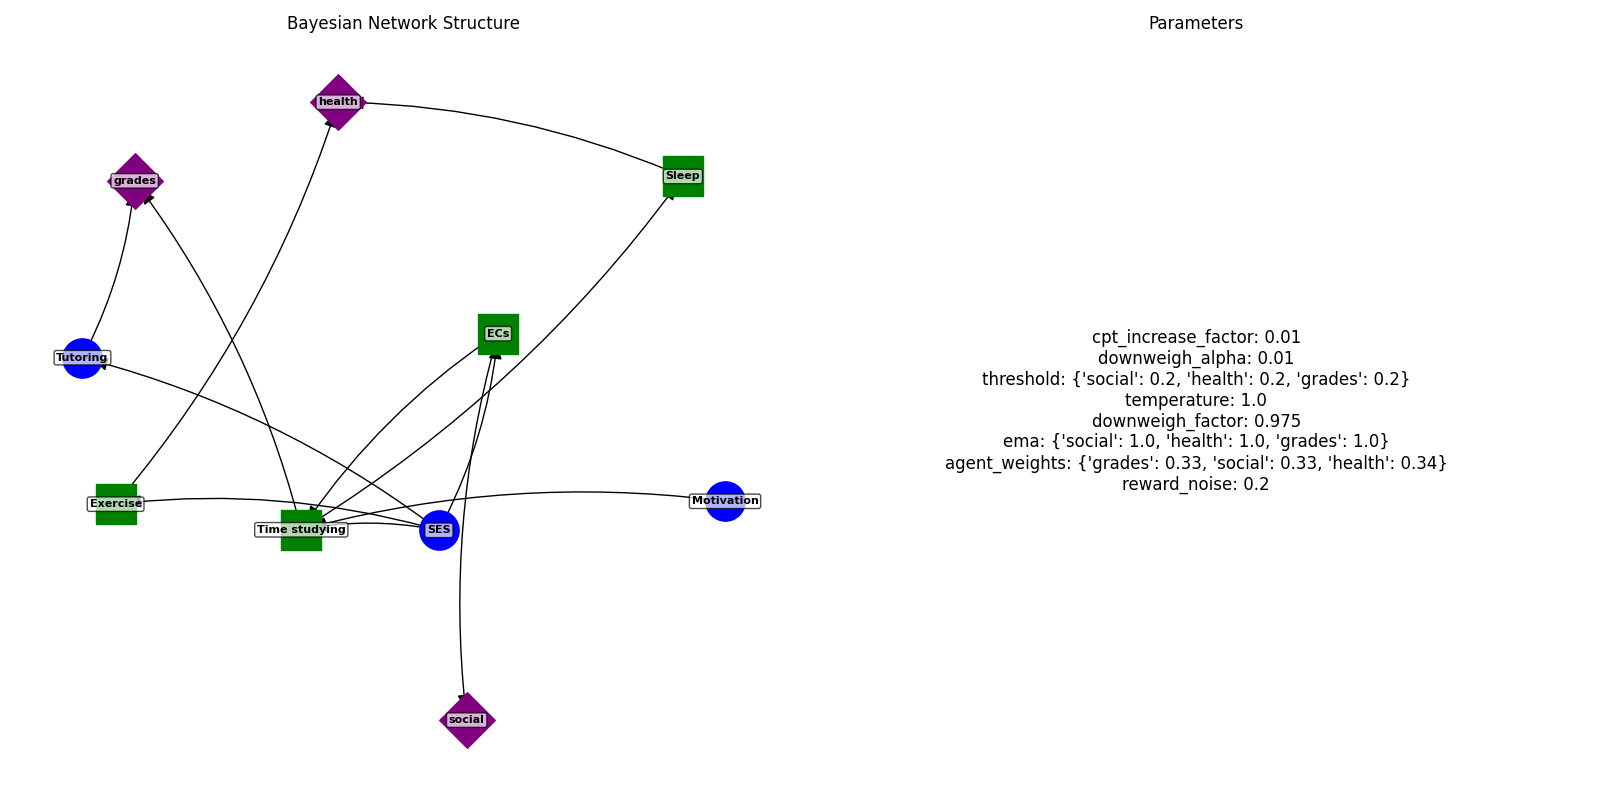 Bayesian Network Structure
Parameters
health
grades
Sleep
ECs
Tutoring
Exercise
Time studying
SES
Motivation
social
cpt_increase_factor: 0.01
downweigh_alpha: 0.01
threshold: {'social': 0.2, 'health': 0.2, 'grades': 0.2}
temperature: 1.0
downweigh_factor: 0.975
ema: {'social': 1.0, 'health': 1.0, 'grades': 1.0}
agent_weights: {'grades': 0.33, 'social': 0.33, 'health': 0.34}
reward_noise: 0.2